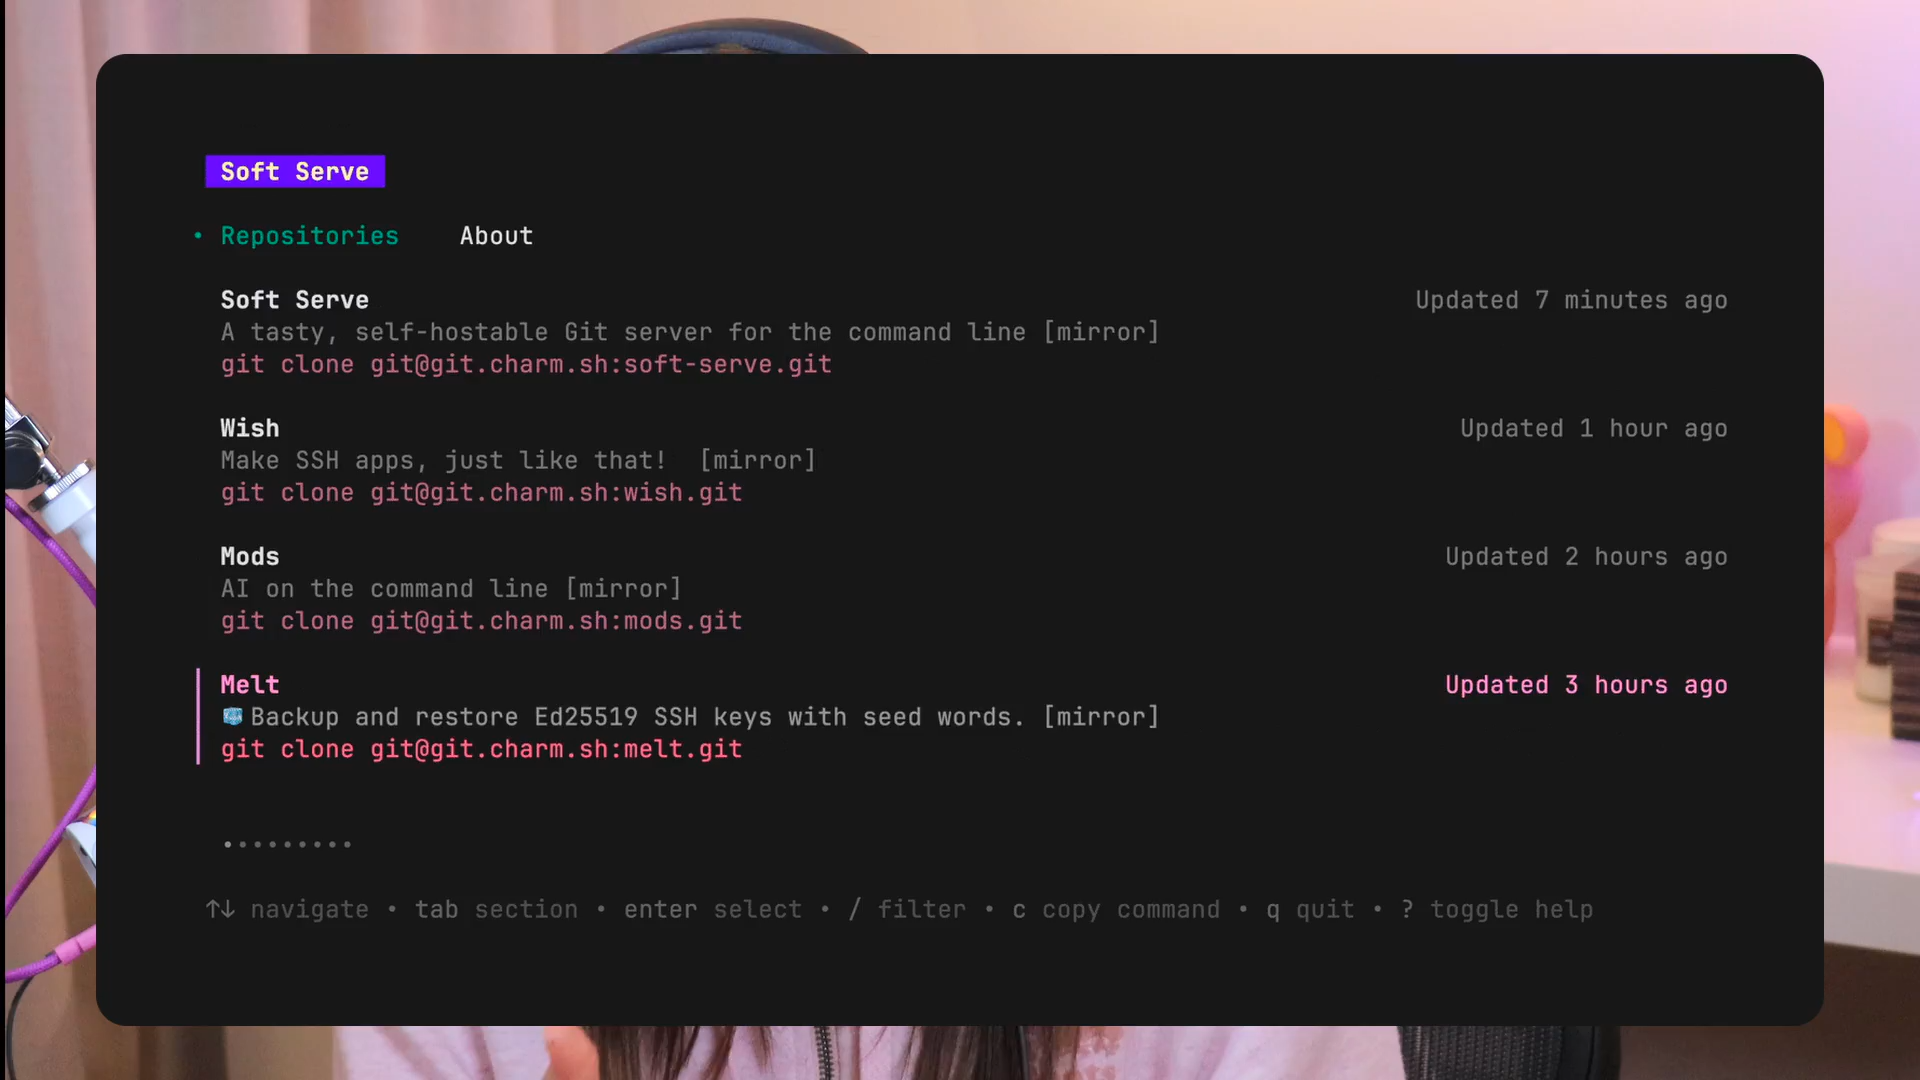 Soft Serve
• Repositories About
Soft Serve Updated 7 minutes ago
A tasty, self-hostable Git server for the command line [mirror]
git clone git@git.charm.sh:soft-serve.git
Wish Updated 1 hour ago
Make SSH apps, just like that! [mirror]
git clone git@git.charm.sh:wish.git
Mods Updated 2 hours ago
AI on the command line [mirror]
git clone git@git.charm.sh:mods.git
Melt Updated 3 hours ago
🧊Backup and restore Ed25519 SSH keys with seed words. [mirror]
git clone git@git.charm.sh:melt.git
•••••••••
↑↓ navigate • tab section • enter select • / filter • c copy command • q quit • ? toggle help